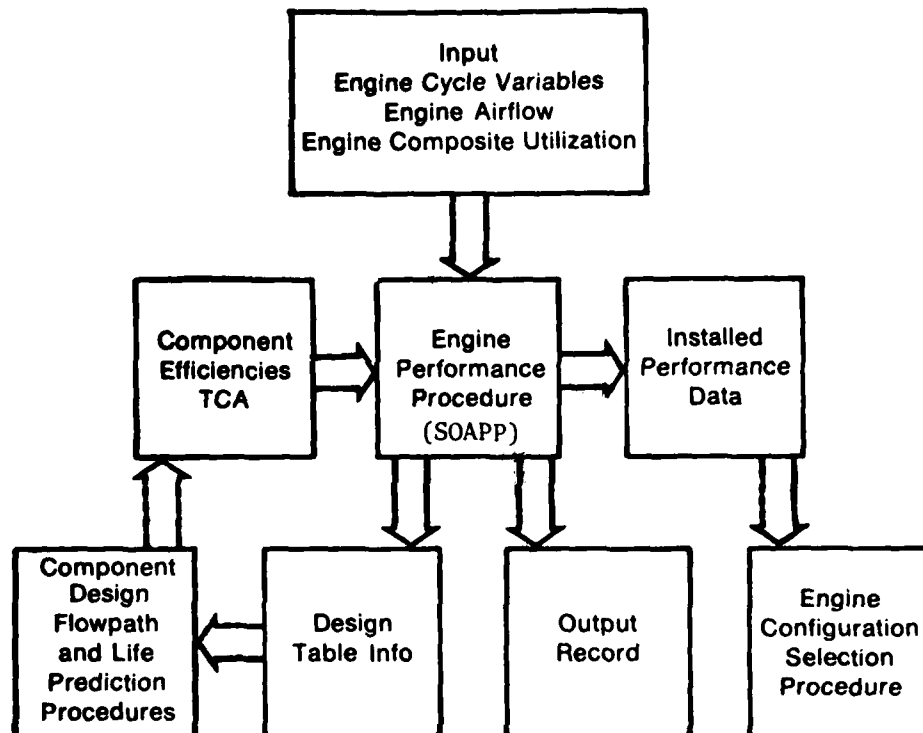 Input
Engine Cycle Variables
Engine Airflow
Engine Composite Utilization
Component
Efficiencies
TCA
Engine
Performance
Procedure
(SOAPP)
Installed
Performance
Data
Component
Design
Flowpath
and Life
Prediction
Procedures
Design
Table Info
Output
Record
Engine
Configuration
Selection
Procedure